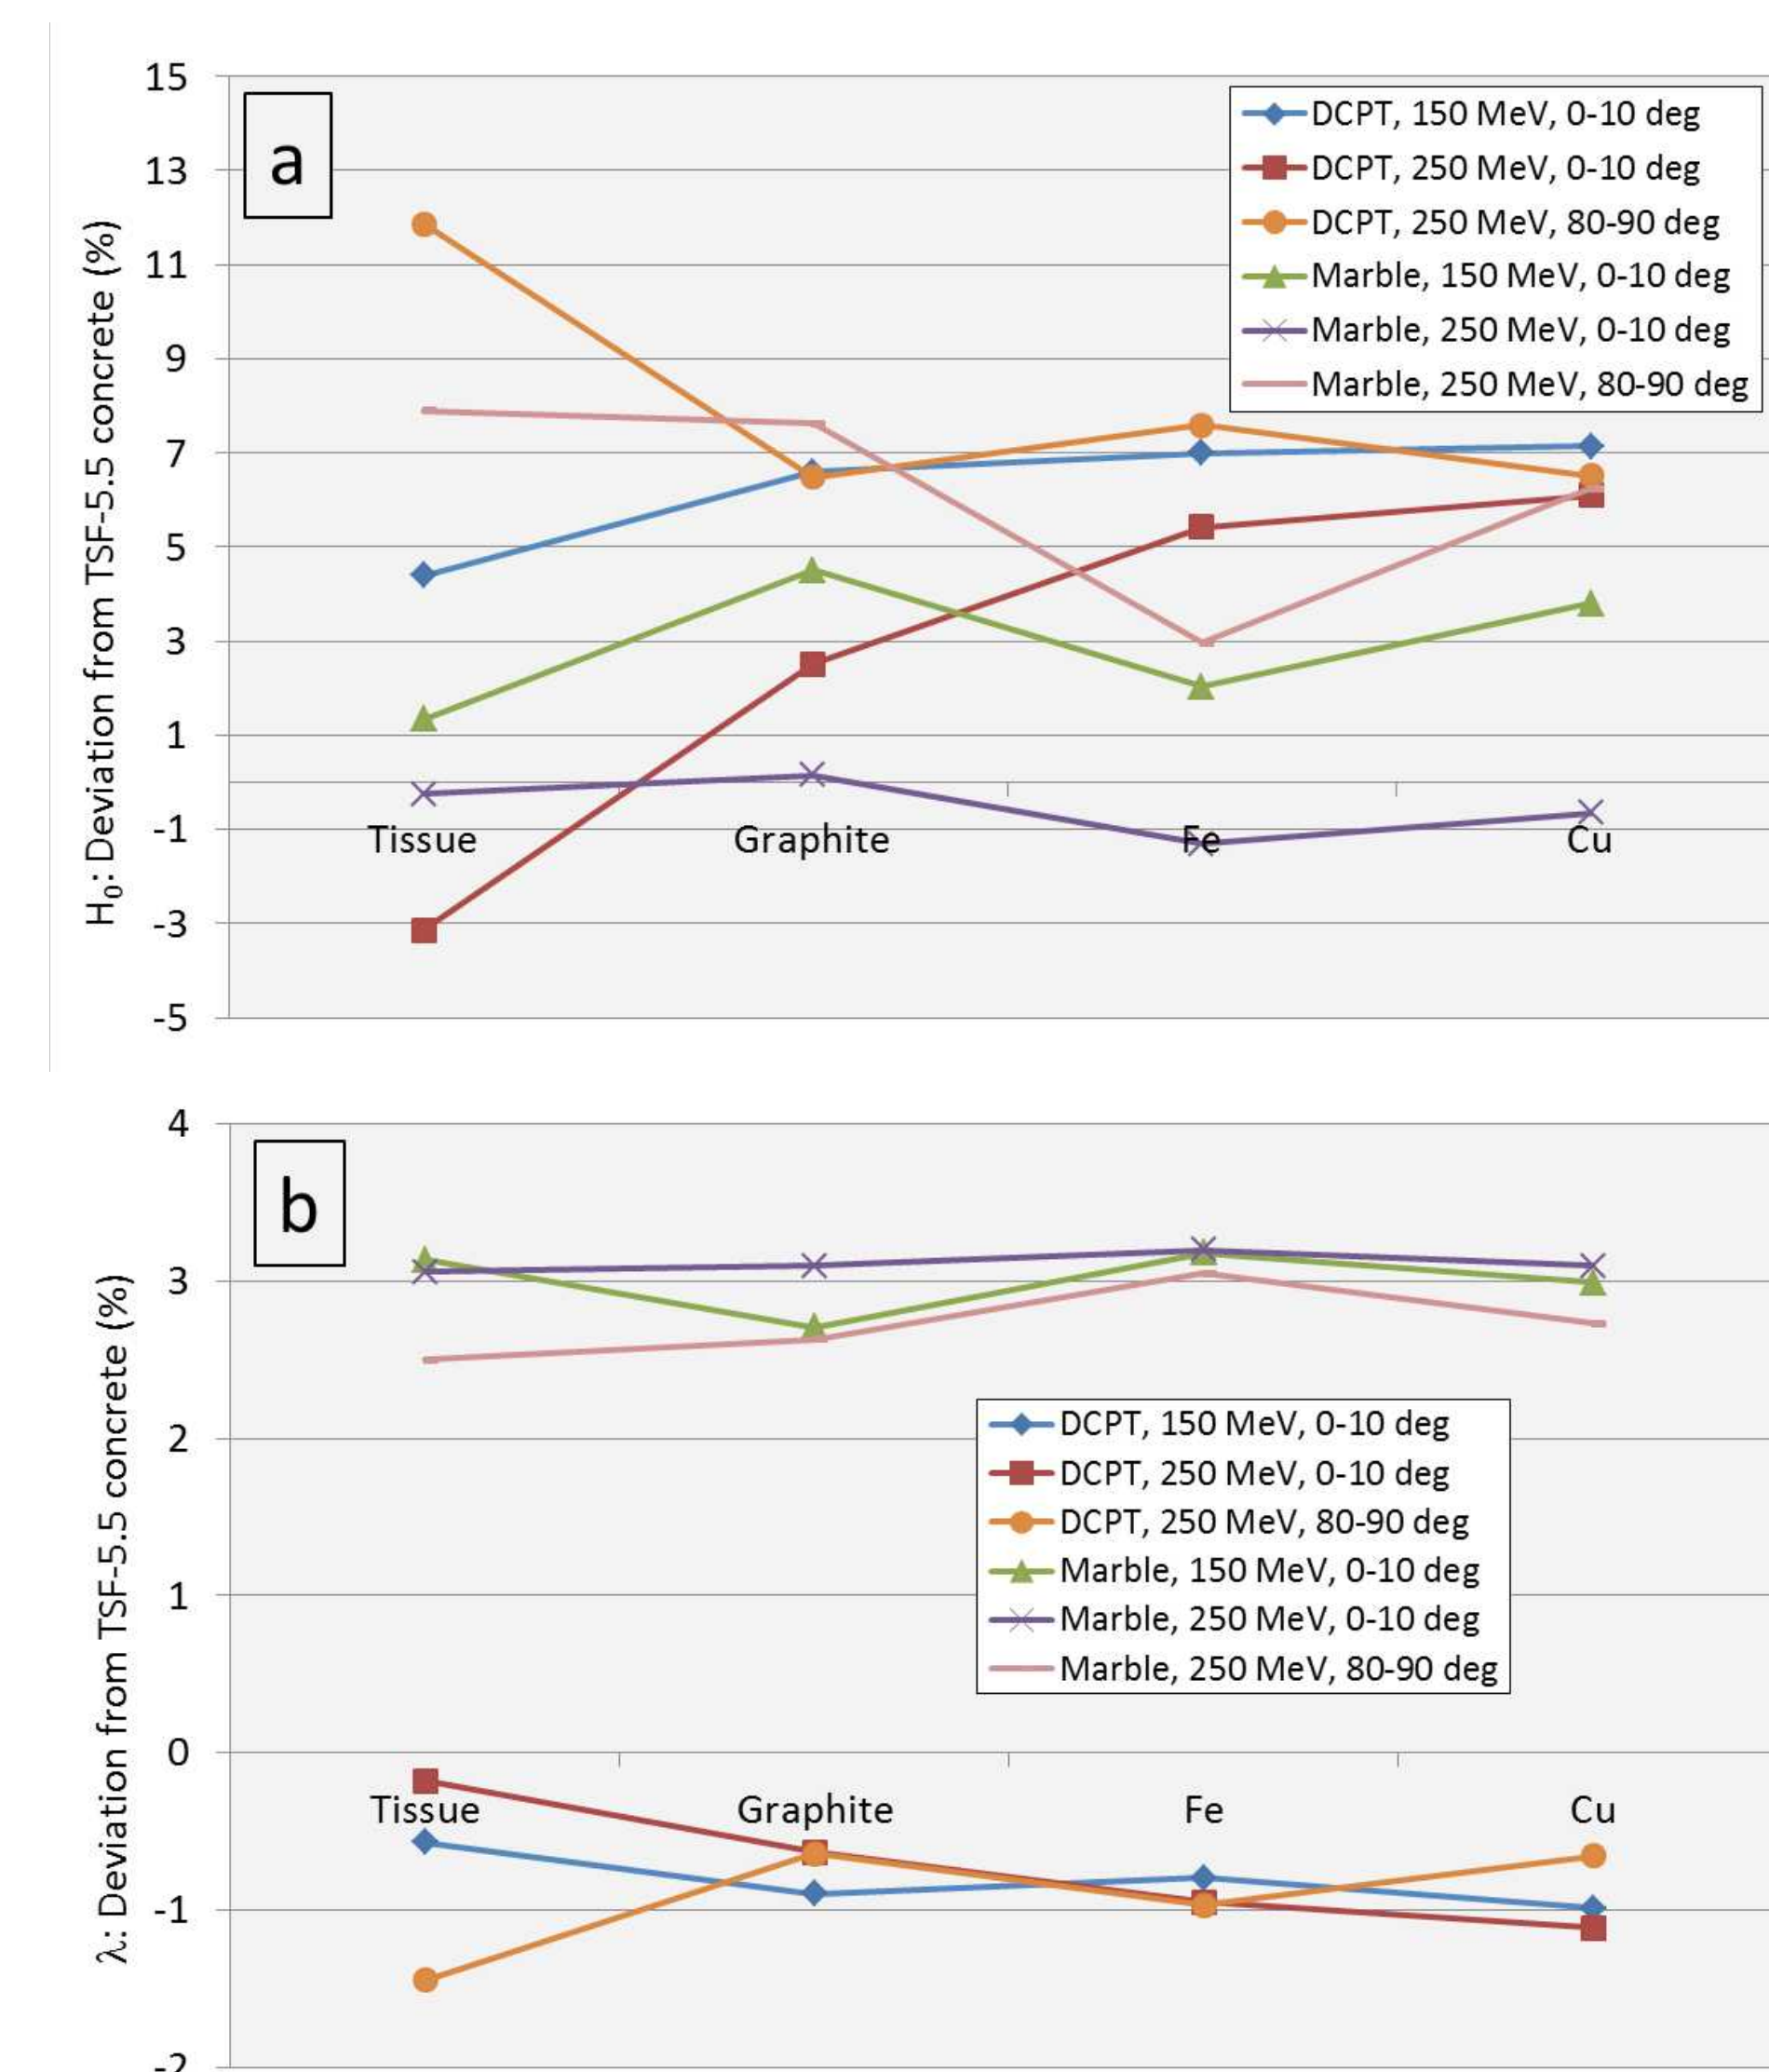 a
15
13
11
9
7
5
3
1
-1
-3
-5
H₀: Deviation from TSF-5.5 concrete (%)
DCPT, 150 MeV, 0-10 deg
DCPT, 250 MeV, 0-10 deg
DCPT, 250 MeV, 80-90 deg
Marble, 150 MeV, 0-10 deg
Marble, 250 MeV, 0-10 deg
Marble, 250 MeV, 80-90 deg
Tissue Graphite Fe Cu
b
4
3
2
1
0
-1
-2
λ: Deviation from TSF-5.5 concrete (%)
DCPT, 150 MeV, 0-10 deg
DCPT, 250 MeV, 0-10 deg
DCPT, 250 MeV, 80-90 deg
Marble, 150 MeV, 0-10 deg
Marble, 250 MeV, 0-10 deg
Marble, 250 MeV, 80-90 deg
Tissue Graphite Fe Cu